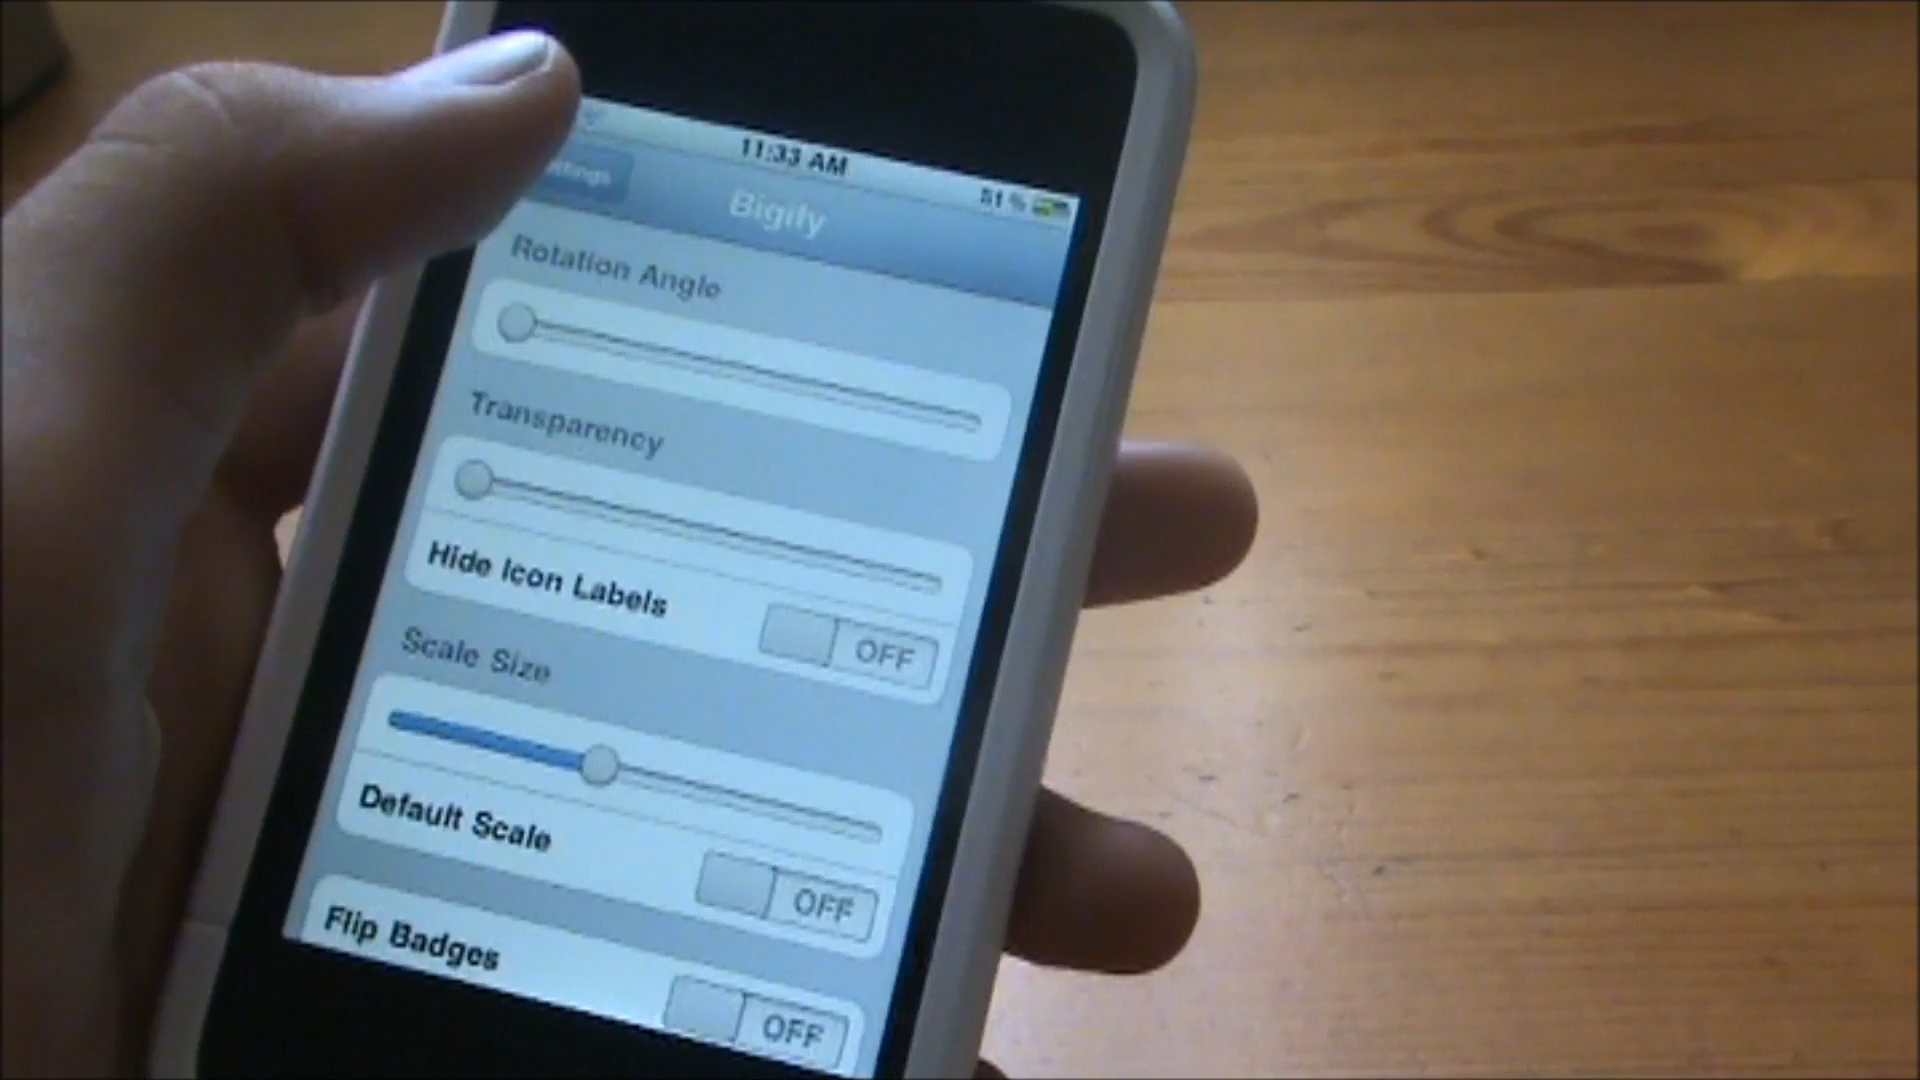 11:33 AM
51 %
Bigify
Rotation Angle
Transparency
Hide Icon Labels
OFF
Scale Size
Default Scale
OFF
Flip Badges
OFF